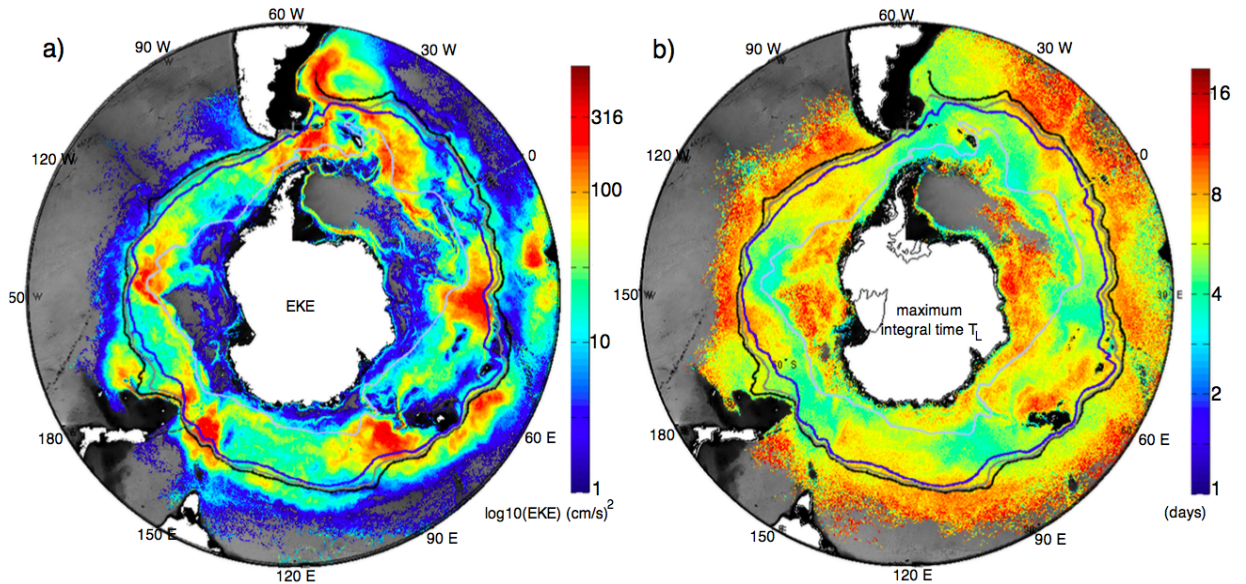 a)
60 W
30 W
0
60 E
90 E
120 E
150 E
180
50
120 W
90 W
EKE
316
100
10
1
log10(EKE) (cm/s)²
b)
60 W
30 W
0
30 E
60 E
90 E
120 E
150
180
150 W
120 W
90 W
60°S
maximum
integral time T_L
16
8
4
2
1
(days)